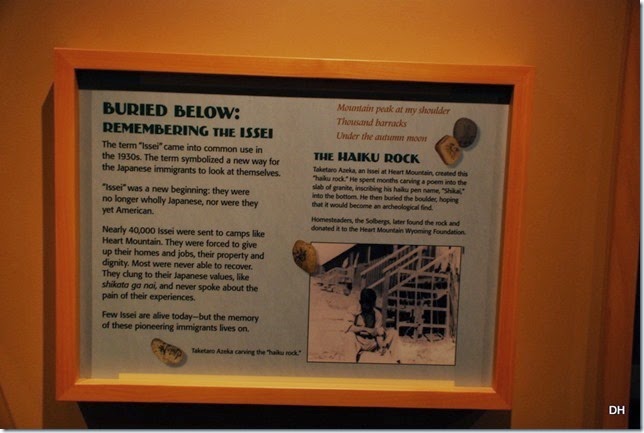 BURIED BELOW:
REMEMBERING THE ISSEI
The term "Issei" came into common use in
the 1930s. The term symbolized a new way for
the Japanese immigrants to look at themselves.
"Issei" was a new beginning: they were
no longer wholly Japanese, nor were they
yet American.
Nearly 40,000 Issei were sent to camps like
Heart Mountain. They were forced to give
up their homes and jobs, their property and
dignity. Most were never able to recover.
They clung to their Japanese values, like
shikata ga nai, and never spoke about the
pain of their experiences.
Few Issei are alive today—but the memory
of these pioneering immigrants lives on.
Mountain peak at my shoulder
Thousand barracks
Under the autumn moon
THE HAIKU ROCK
Taketaro Azeka, an Issei at Heart Mountain, created this
"haiku rock." He spent months carving a poem into the
slab of granite, inscribing his haiku pen name, "Shikai,"
into the bottom. He then buried the boulder, hoping
that it would become an archeological find.
Homesteaders, the Solbergs, later found the rock and
donated it to the Heart Mountain Wyoming Foundation.
Taketaro Azeka carving the "haiku rock."
DH